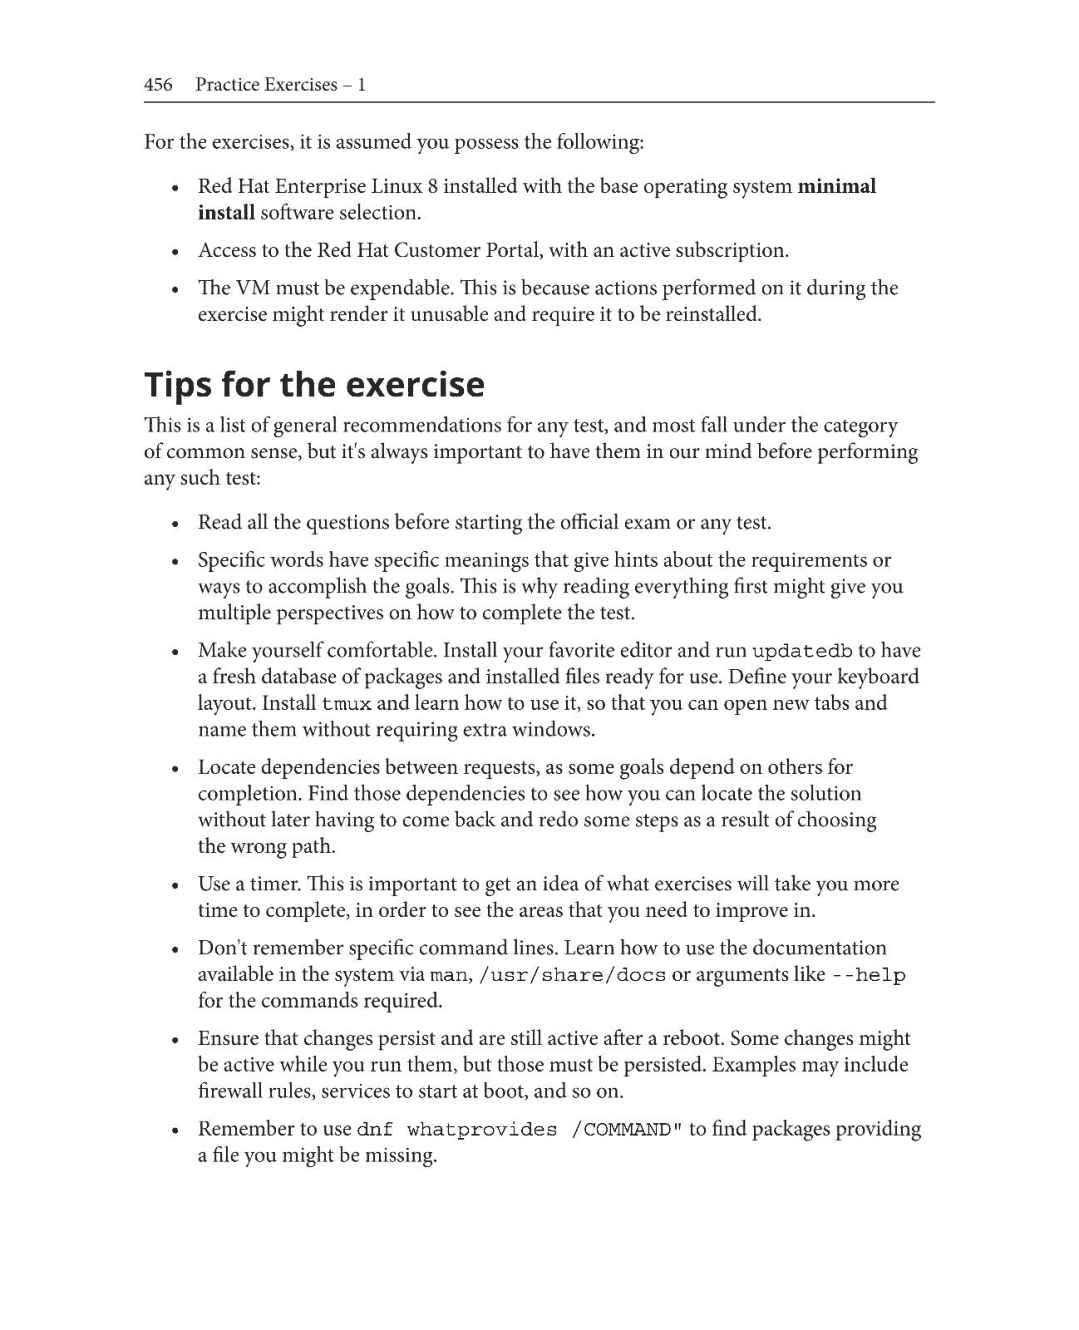 456 Practice Exercises – 1
For the exercises, it is assumed you possess the following:
• Red Hat Enterprise Linux 8 installed with the base operating system minimal
install software selection.
• Access to the Red Hat Customer Portal, with an active subscription.
• The VM must be expendable. This is because actions performed on it during the
exercise might render it unusable and require it to be reinstalled.
Tips for the exercise
This is a list of general recommendations for any test, and most fall under the category
of common sense, but it's always important to have them in our mind before performing
any such test:
• Read all the questions before starting the official exam or any test.
• Specific words have specific meanings that give hints about the requirements or
ways to accomplish the goals. This is why reading everything first might give you
multiple perspectives on how to complete the test.
• Make yourself comfortable. Install your favorite editor and run updatedb to have
a fresh database of packages and installed files ready for use. Define your keyboard
layout. Install tmux and learn how to use it, so that you can open new tabs and
name them without requiring extra windows.
• Locate dependencies between requests, as some goals depend on others for
completion. Find those dependencies to see how you can locate the solution
without later having to come back and redo some steps as a result of choosing
the wrong path.
• Use a timer. This is important to get an idea of what exercises will take you more
time to complete, in order to see the areas that you need to improve in.
• Don't remember specific command lines. Learn how to use the documentation
available in the system via man, /usr/share/docs or arguments like --help
for the commands required.
• Ensure that changes persist and are still active after a reboot. Some changes might
be active while you run them, but those must be persisted. Examples may include
firewall rules, services to start at boot, and so on.
• Remember to use dnf whatprovides /COMMAND" to find packages providing
a file you might be missing.